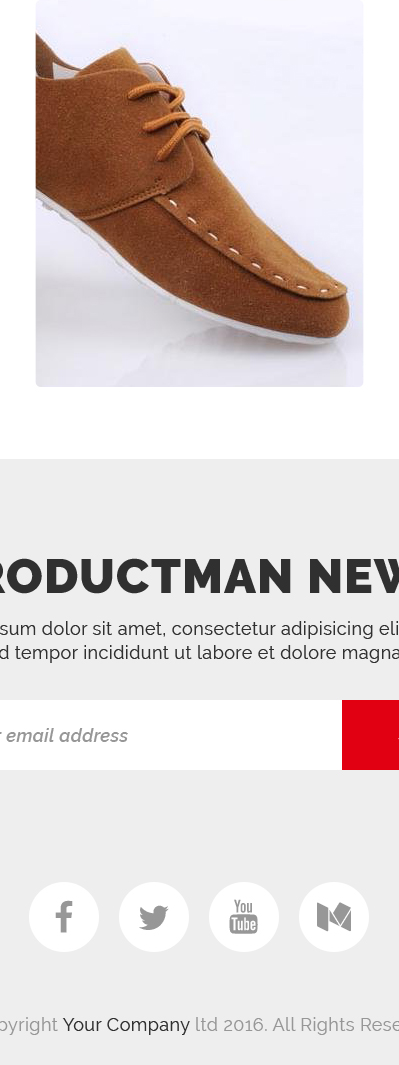 RODUCTMAN NEW
sum dolor sit amet, consectetur adipisicing eli
d tempor incididunt ut labore et dolore magna
email address
You
Tube
pyright Your Company ltd 2016. All Rights Rese